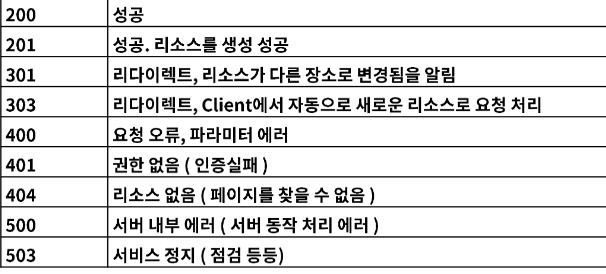 200 성공
201 성공. 리소스를 생성 성공
301 리다이렉트, 리소스가 다른 장소로 변경됨을 알림
303 리다이렉트, Client에서 자동으로 새로운 리소스로 요청 처리
400 요청 오류, 파라미터 에러
401 권한 없음 ( 인증실패 )
404 리소스 없음 ( 페이지를 찾을 수 없음 )
500 서버 내부 에러 ( 서버 동작 처리 에러 )
503 서비스 정지 ( 점검 등등)